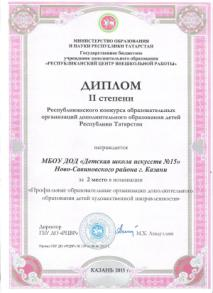 МИНИСТЕРСТВО ОБРАЗОВАНИЯ
И НАУКИ РЕСПУБЛИКИ ТАТАРСТАН
Государственное бюджетное
учреждение дополнительного образования
«РЕСПУБЛИКАНСКИЙ ЦЕНТР ВНЕШКОЛЬНОЙ РАБОТЫ»
ДИПЛОМ
II степени
Республиканского конкурса образовательных
организаций дополнительного образования детей
Республики Татарстан
награждается
МБОУ ДОД «Детская школа искусств №15»
Ново-Савиновского района г. Казани
за 2 место в номинации
«Профильные образовательные организации дополнительного
образования детей художественной направленности»
Директор
ГБУ ДО «РЦВР»
КАЗАНЬ 2015 г.